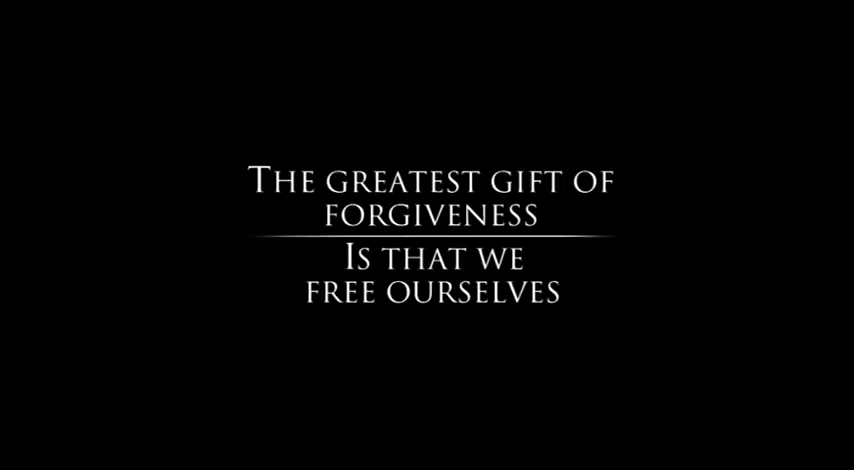 THE GREATEST GIFT OF
FORGIVENESS
IS THAT WE
FREE OURSELVES